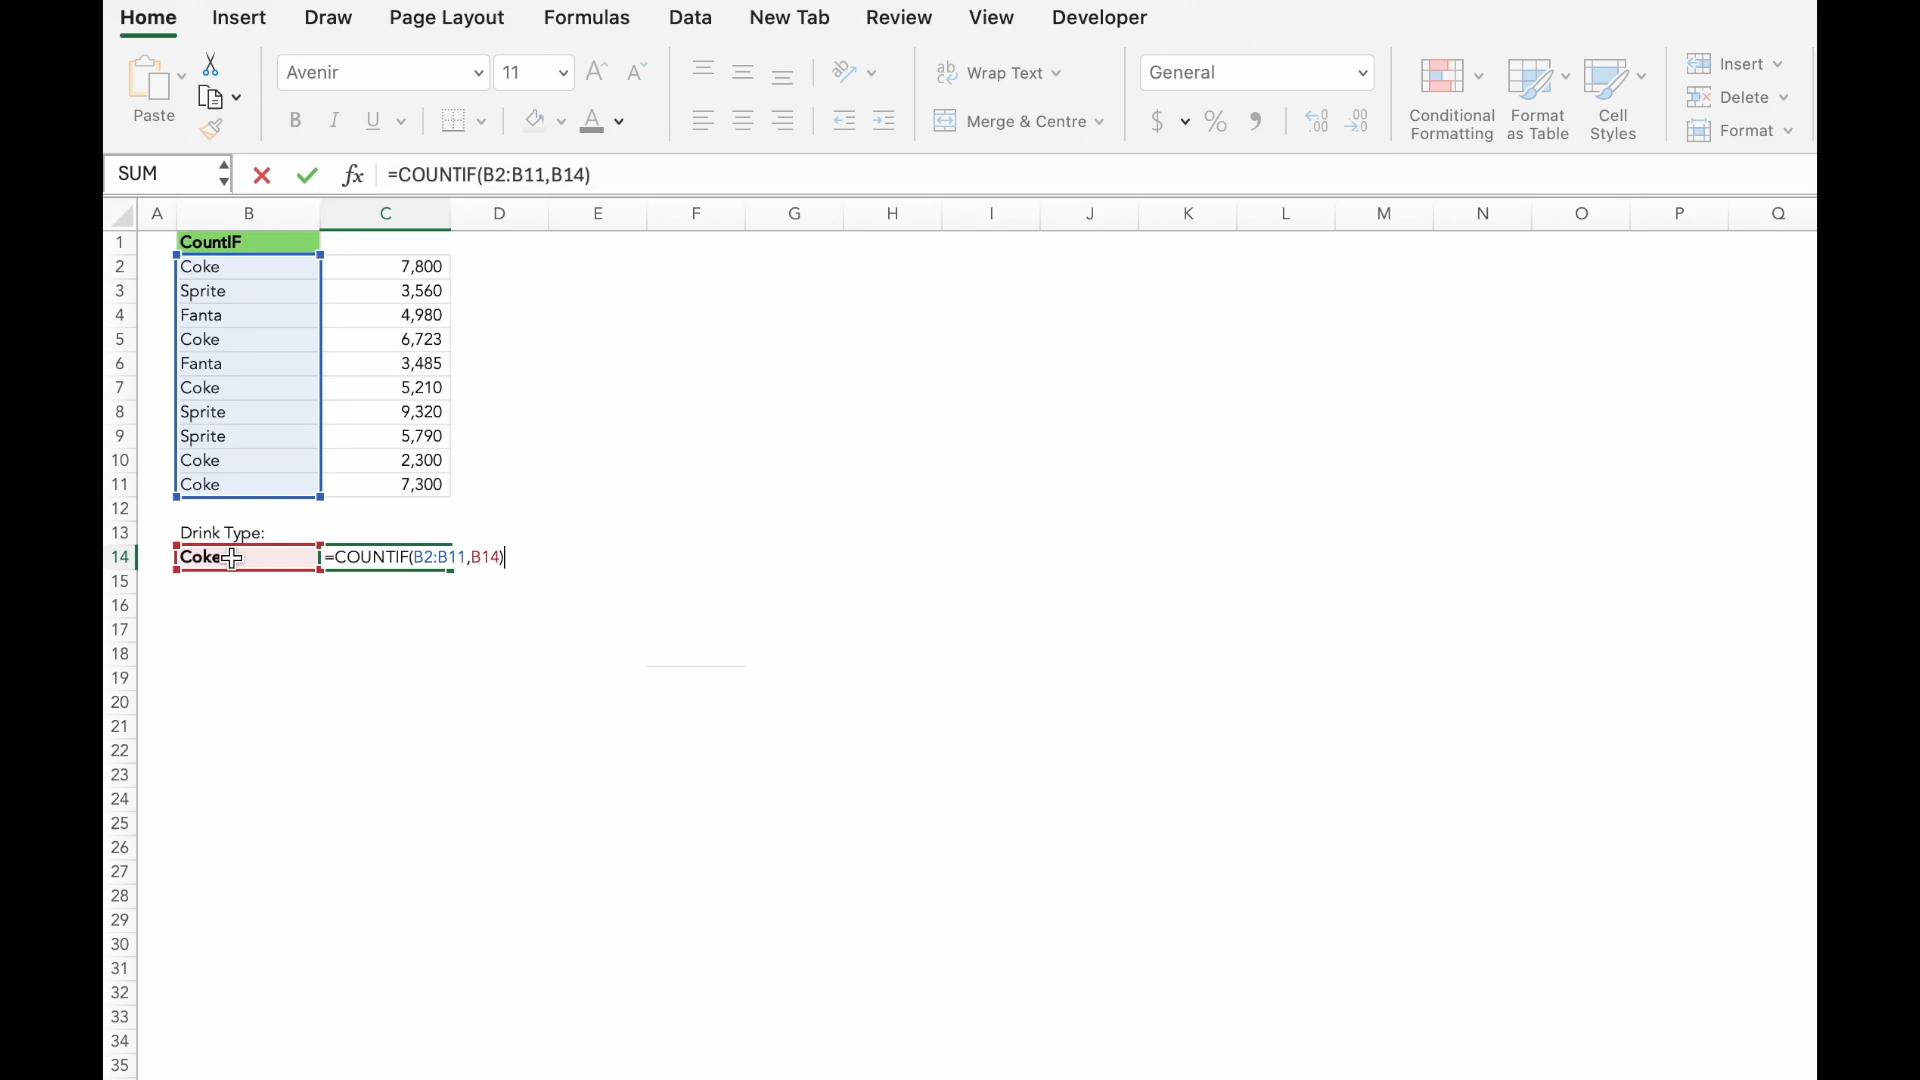 Home Insert Draw Page Layout Formulas Data New Tab Review View Developer
Paste
Avenir 11
B I U A
ab Wrap Text
Merge & Centre
General
$ % 9
Conditional Formatting
Format as Table
Cell Styles
Insert
Delete
Format
SUM fx =COUNTIF(B2:B11,B14)
A B C D E F G H I J K L M N O P Q
1 CountIF
2 Coke 7,800
3 Sprite 3,560
4 Fanta 4,980
5 Coke 6,723
6 Fanta 3,485
7 Coke 5,210
8 Sprite 9,320
9 Sprite 5,790
10 Coke 2,300
11 Coke 7,300
12
13 Drink Type:
14 Coke =COUNTIF(B2:B11,B14)
15
16
17
18
19
20
21
22
23
24
25
26
27
28
29
30
31
32
33
34
35